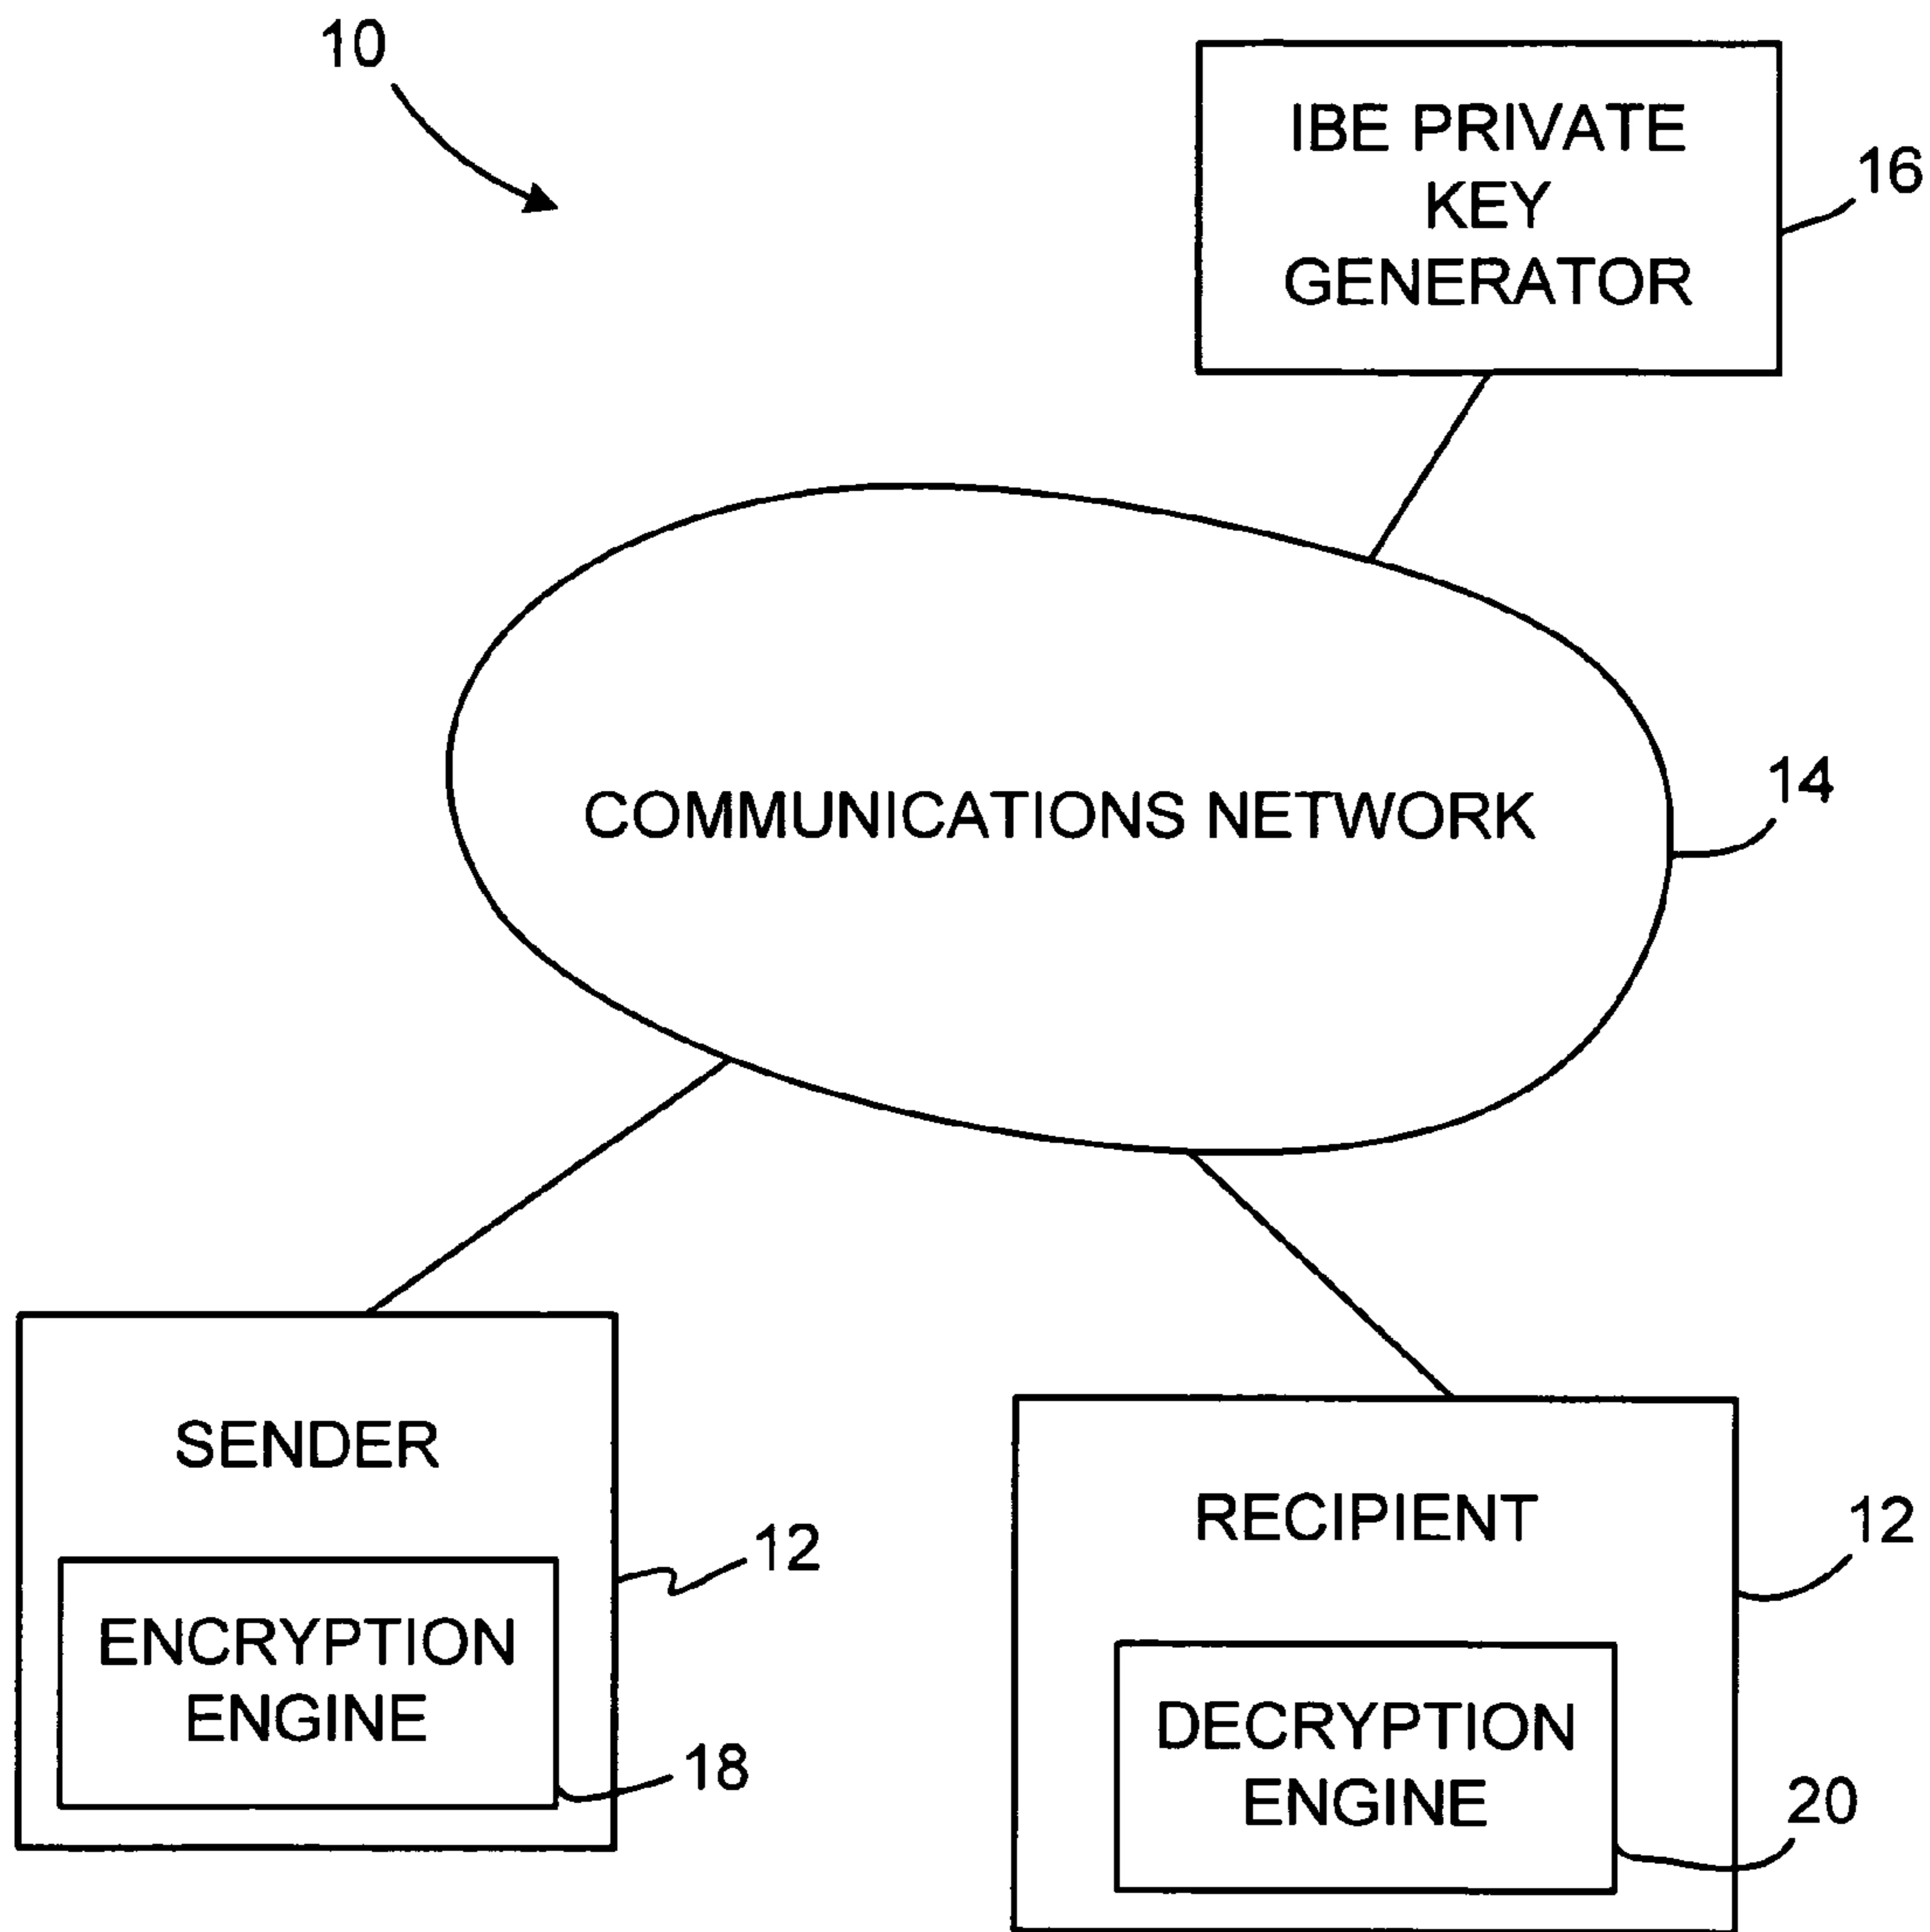 10
IBE PRIVATE
KEY
GENERATOR
16
COMMUNICATIONS NETWORK
14
SENDER
12
ENCRYPTION
ENGINE
18
RECIPIENT
12
DECRYPTION
ENGINE
20